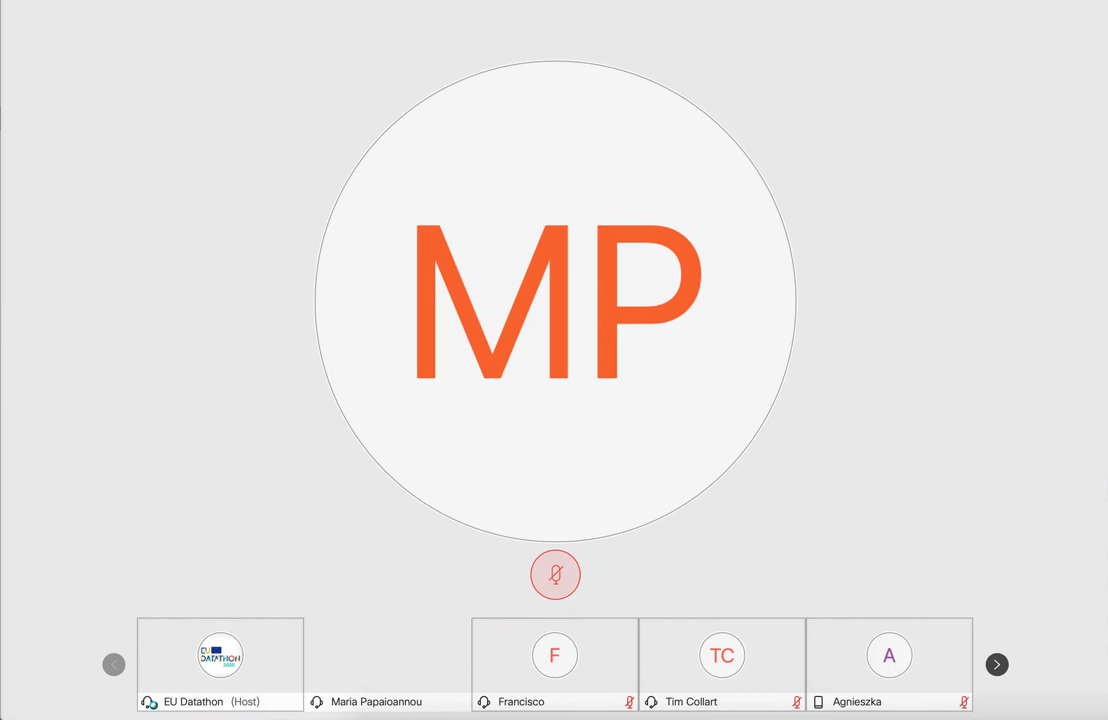 MP
EU
DATATHON
2020
F
TC
A
EU Datathon (Host)
Maria Papaioannou
Francisco
Tim Collart
Agnieszka